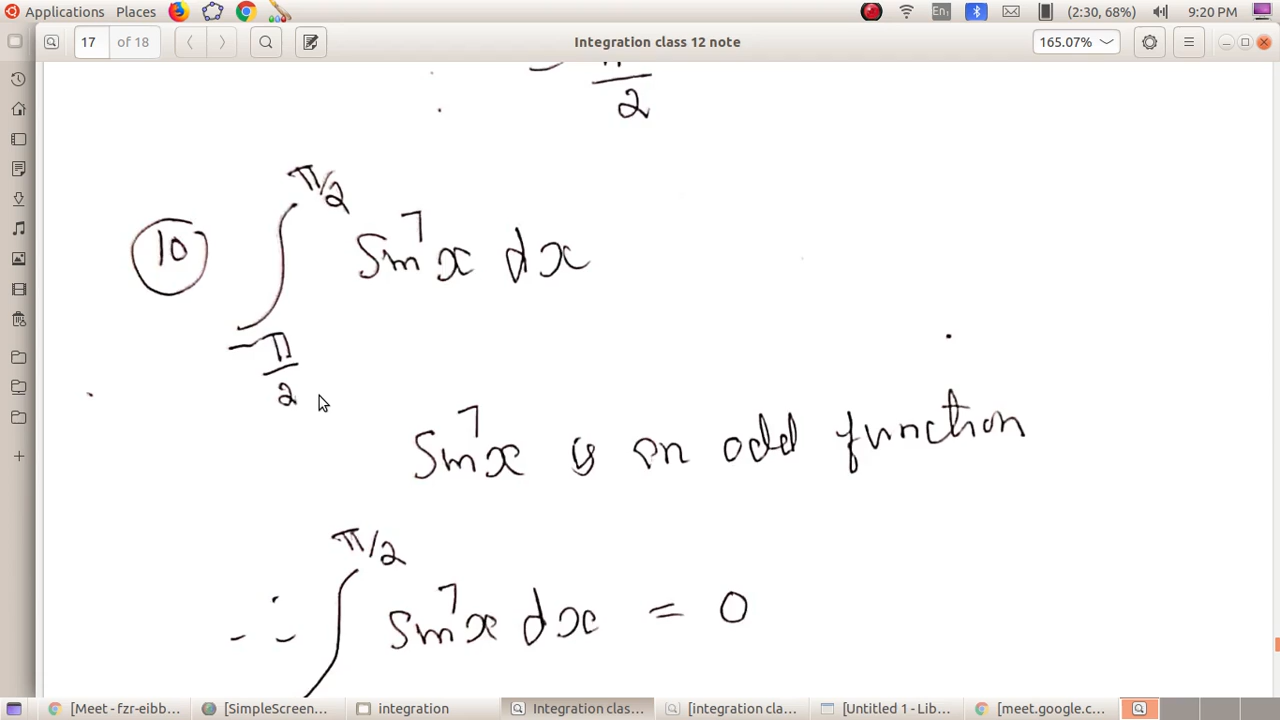 Applications Places En₁ (2:30, 68%) 9:20 PM
17 of 18 Integration class 12 note 165.07%
π
2
10 ∫ π/2 -π/2 sin⁷x dx
sin⁷x is an odd function
∴ ∫ π/2 sin⁷x dx = 0
[Meet - fzr-eibb... [SimpleScreen... integration Integration clas... [integration cla... [Untitled 1 - Lib... [meet.google.c...